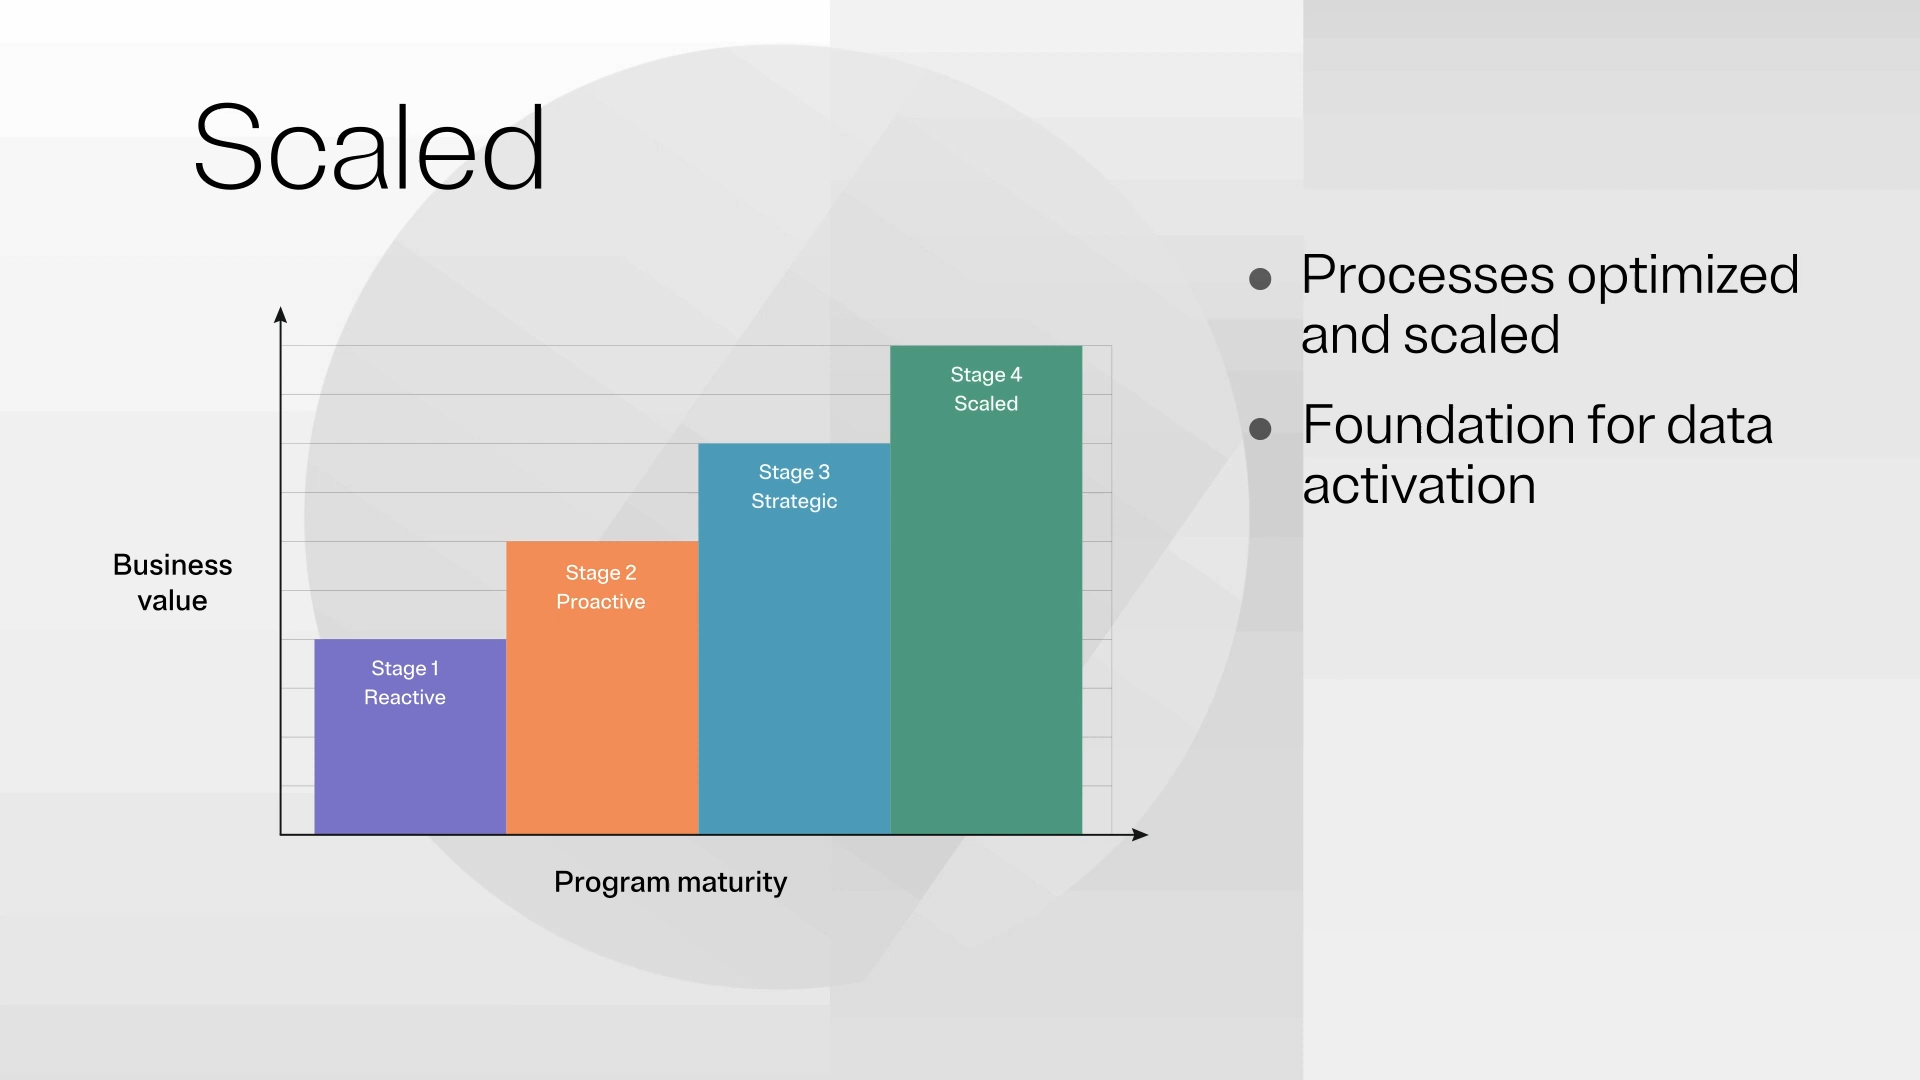 Scaled
Processes optimized
and scaled
Foundation for data
activation
Stage 4
Scaled
Stage 3
Strategic
Stage 2
Proactive
Stage 1
Reactive
Business
value
Program maturity